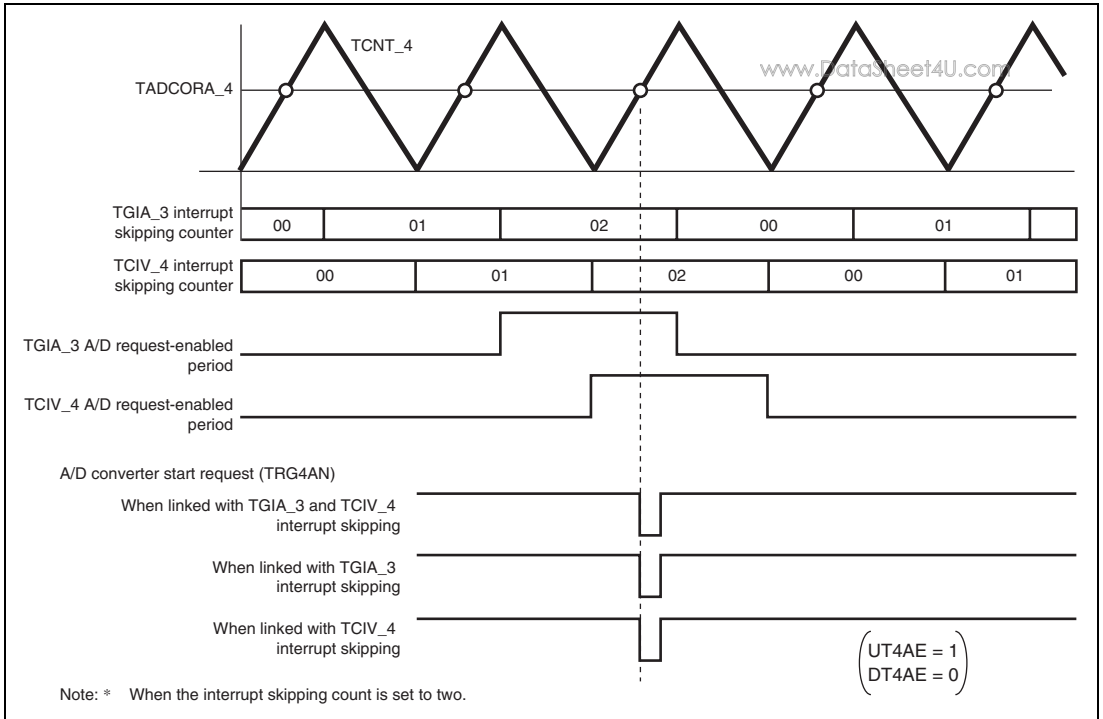 TCNT_4
www.DataSheet4U.com
TADCORA_4
TGIA_3 interrupt
skipping counter
00 01 02 00 01
TCIV_4 interrupt
skipping counter
00 01 02 00 01
TGIA_3 A/D request-enabled
period
TCIV_4 A/D request-enabled
period
A/D converter start request (TRG4AN)
When linked with TGIA_3 and TCIV_4
interrupt skipping
When linked with TGIA_3
interrupt skipping
When linked with TCIV_4
interrupt skipping
UT4AE = 1
DT4AE = 0
Note: * When the interrupt skipping count is set to two.